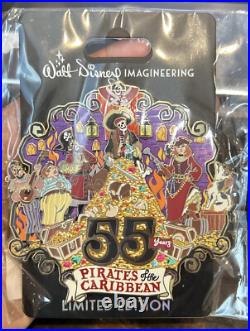 Walt Disney IMAGINEERING
55 Years
PIRATES of the
CARIBBEAN
LIMITED EDITION